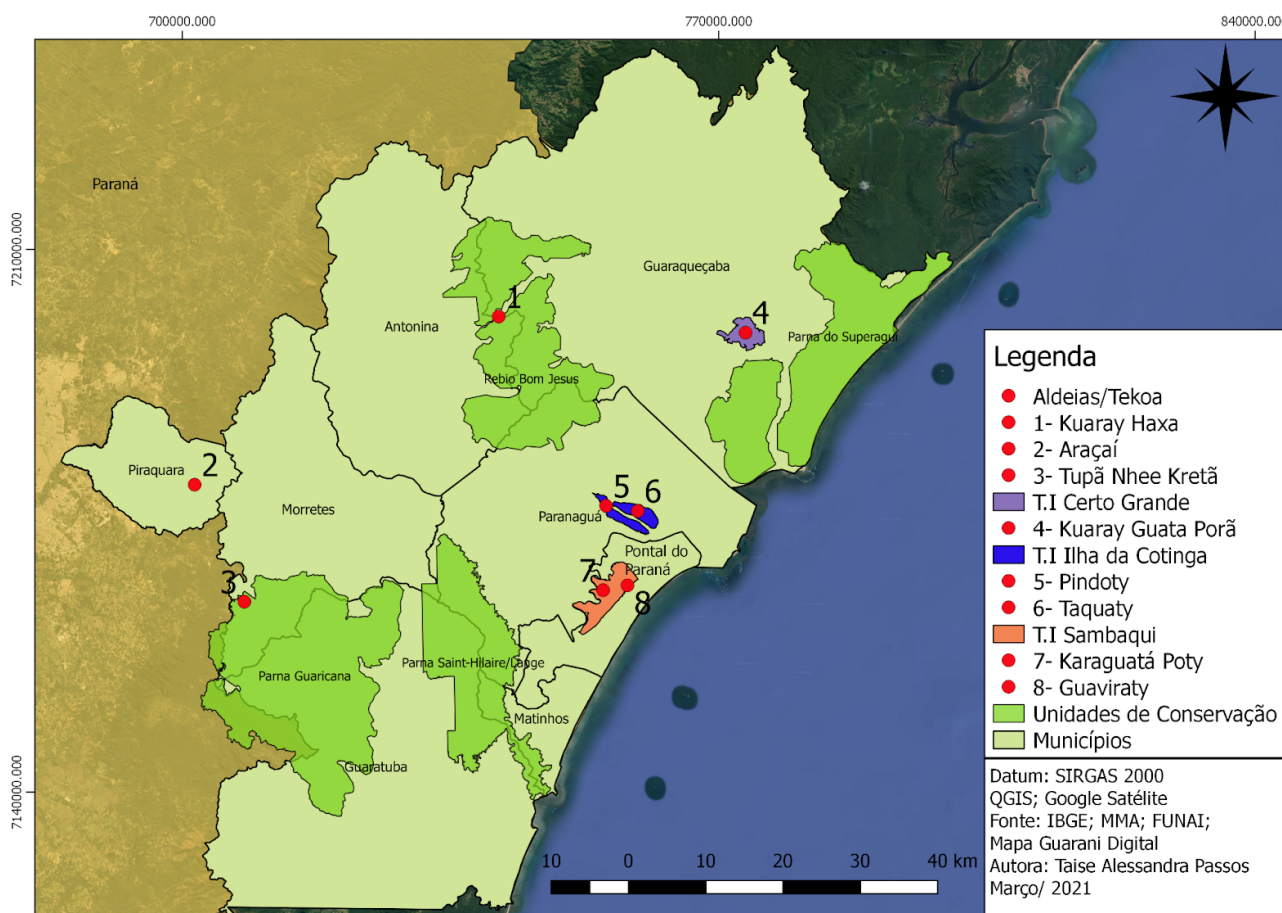 700000.000
770000.000
840000.000
7210000.000
7140000.000
Paraná
Guaraqueçaba
1
Antonina
4
Parna do Superagui
Rebio Bom Jesus
Piraquara
2
Morretes
5
6
Paranaguá
Pontal do
Paraná
7
8
3
Parna Saint-Hilaire/Lange
Parna Guaricana
Matinhos
Guaratuba
10
0
10
20
30
40 km
Legenda
Aldeias/Tekoa
1- Kuaray Haxa
2- Araçaí
3- Tupã Nhee Kretã
T.I Certo Grande
4- Kuaray Guata Porã
T.I Ilha da Cotinga
5- Pindoty
6- Taquaty
T.I Sambaqui
7- Karaguatá Poty
8- Guaviraty
Unidades de Conservação
Municípios
Datum: SIRGAS 2000
QGIS; Google Satélite
Fonte: IBGE; MMA; FUNAI;
Mapa Guarani Digital
Autora: Taise Alessandra Passos
Março/ 2021